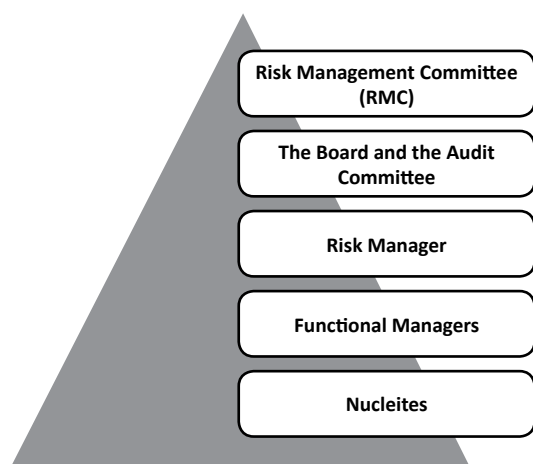 Risk Management Committee
(RMC)
The Board and the Audit
Committee
Risk Manager
Functional Managers
Nucleites